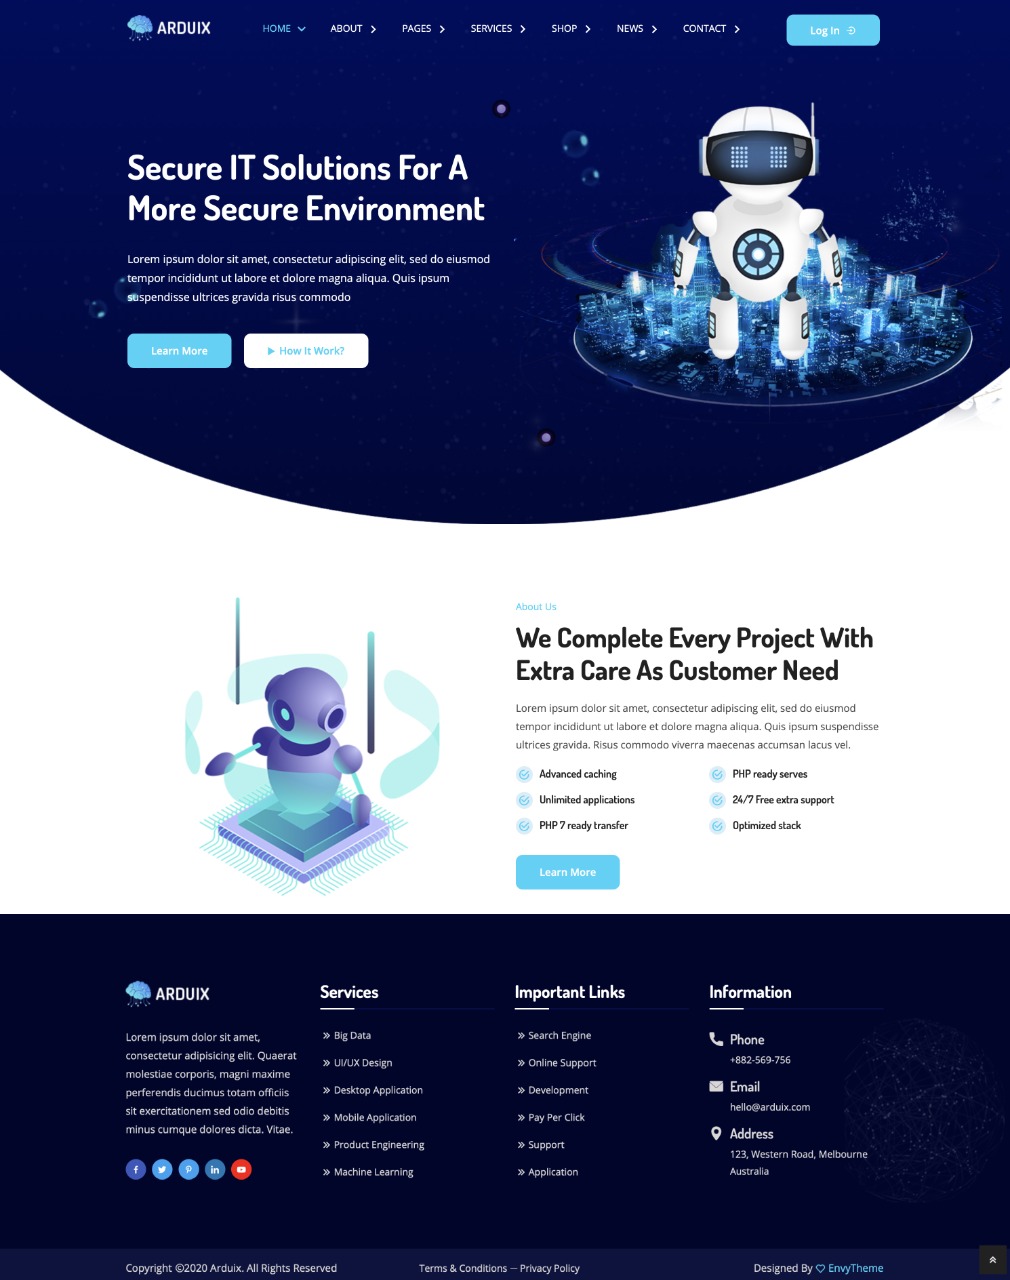 ARDUIX
HOME ABOUT PAGES SERVICES SHOP NEWS CONTACT
Log In
Secure IT Solutions For A
More Secure Environment
Lorem ipsum dolor sit amet, consectetur adipiscing elit, sed do eiusmod
tempor incididunt ut labore et dolore magna aliqua. Quis ipsum
suspendisse ultrices gravida risus commodo
Learn More
How It Work?
About Us
We Complete Every Project With
Extra Care As Customer Need
Lorem ipsum dolor sit amet, consectetur adipiscing elit, sed do eiusmod
tempor incididunt ut labore et dolore magna aliqua. Quis ipsum suspendisse
ultrices gravida. Risus commodo viverra maecenas accumsan lacus vel.
Advanced caching
PHP ready serves
Unlimited applications
24/7 Free extra support
PHP 7 ready transfer
Optimized stack
Learn More
ARDUIX
Lorem ipsum dolor sit amet,
consectetur adipisicing elit. Quaerat
molestiae corporis, magni maxime
perferendis ducimus totam officiis
sit exercitationem sed odio debitis
minus cumque dolores dicta. Vitae.
Services
Big Data
UI/UX Design
Desktop Application
Mobile Application
Product Engineering
Machine Learning
Important Links
Search Engine
Online Support
Development
Pay Per Click
Support
Application
Information
Phone
+882-569-756
Email
hello@arduix.com
Address
123, Western Road, Melbourne
Australia
Copyright ©2020 Arduix. All Rights Reserved
Terms & Conditions — Privacy Policy
Designed By EnvyTheme